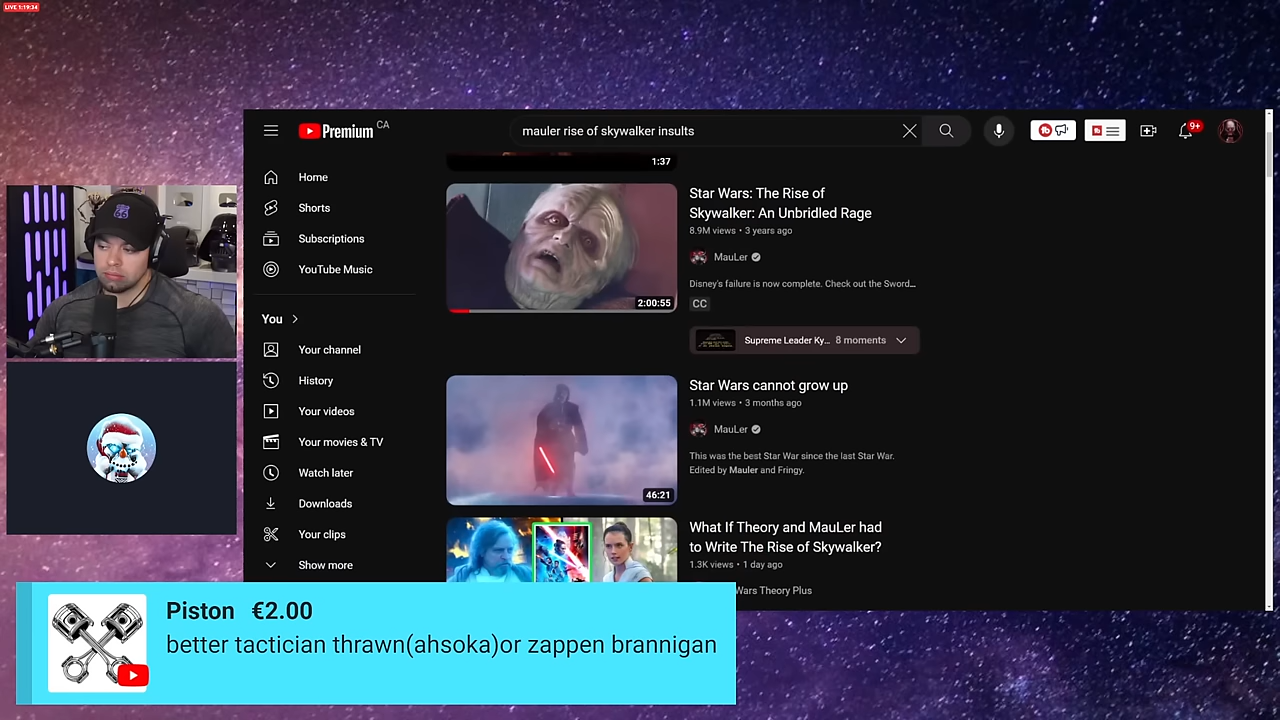 LIVE 1:19:34
Premium CA
mauler rise of skywalker insults
9+
Home
Shorts
Subscriptions
YouTube Music
You
Your channel
History
Your videos
Your movies & TV
Watch later
Downloads
Your clips
Show more
1:37
2:00:55
Star Wars: The Rise of
Skywalker: An Unbridled Rage
8.9M views • 3 years ago
MauLer
Disney's failure is now complete. Check out the Sword...
CC
Supreme Leader Ky... 8 moments
46:21
Star Wars cannot grow up
1.1M views • 3 months ago
MauLer
This was the best Star War since the last Star War.
Edited by Mauler and Fringy.
What If Theory and MauLer had
to Write The Rise of Skywalker?
1.3K views • 1 day ago
Wars Theory Plus
Piston €2.00
better tactician thrawn(ahsoka)or zappen brannigan